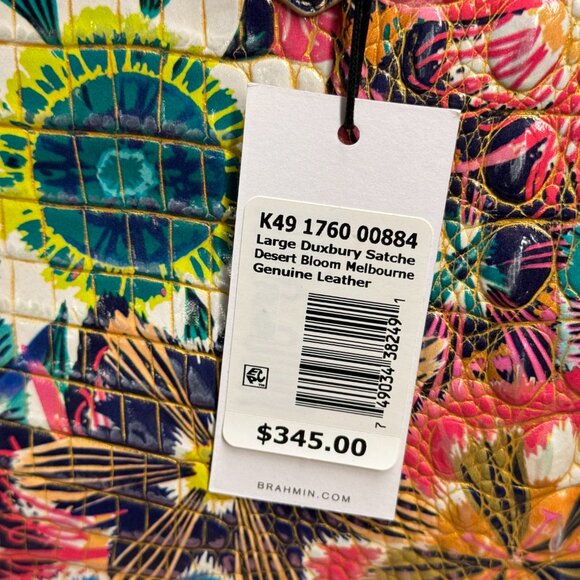 K49 1760 00884
Large Duxbury Satche
Desert Bloom Melbourne
Genuine Leather
7 49034 38249 1
$345.00
BRAHMIN.COM